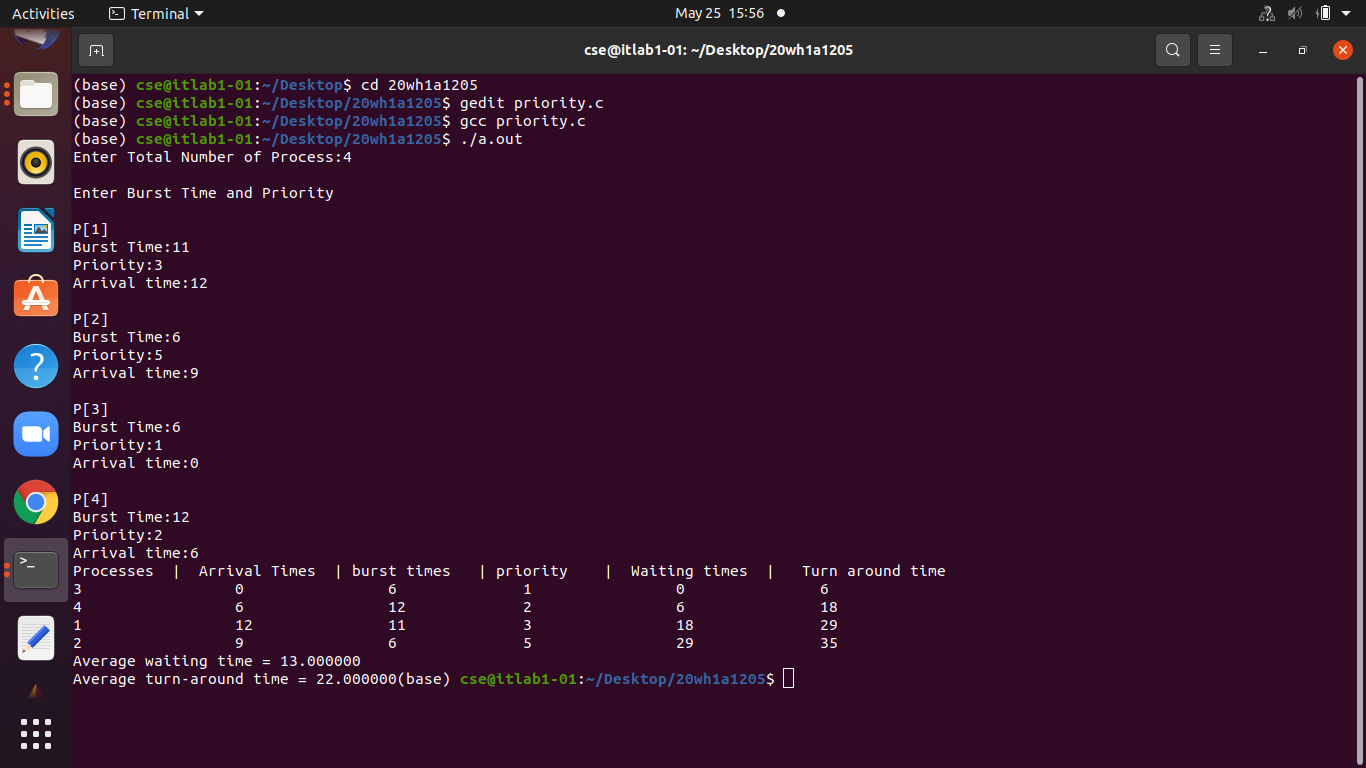 Activities Terminal May 25 15:56
cse@itlab1-01: ~/Desktop/20wh1a1205
(base) cse@itlab1-01:~/Desktop$ cd 20wh1a1205
(base) cse@itlab1-01:~/Desktop/20wh1a1205$ gedit priority.c
(base) cse@itlab1-01:~/Desktop/20wh1a1205$ gcc priority.c
(base) cse@itlab1-01:~/Desktop/20wh1a1205$ ./a.out
Enter Total Number of Process:4
Enter Burst Time and Priority
P[1]
Burst Time:11
Priority:3
Arrival time:12
P[2]
Burst Time:6
Priority:5
Arrival time:9
P[3]
Burst Time:6
Priority:1
Arrival time:0
P[4]
Burst Time:12
Priority:2
Arrival time:6
Processes | Arrival Times | burst times | priority | Waiting times | Turn around time
3 0 6 1 0 6
4 6 12 2 6 18
1 12 11 3 18 29
2 9 6 5 29 35
Average waiting time = 13.000000
Average turn-around time = 22.000000(base) cse@itlab1-01:~/Desktop/20wh1a1205$